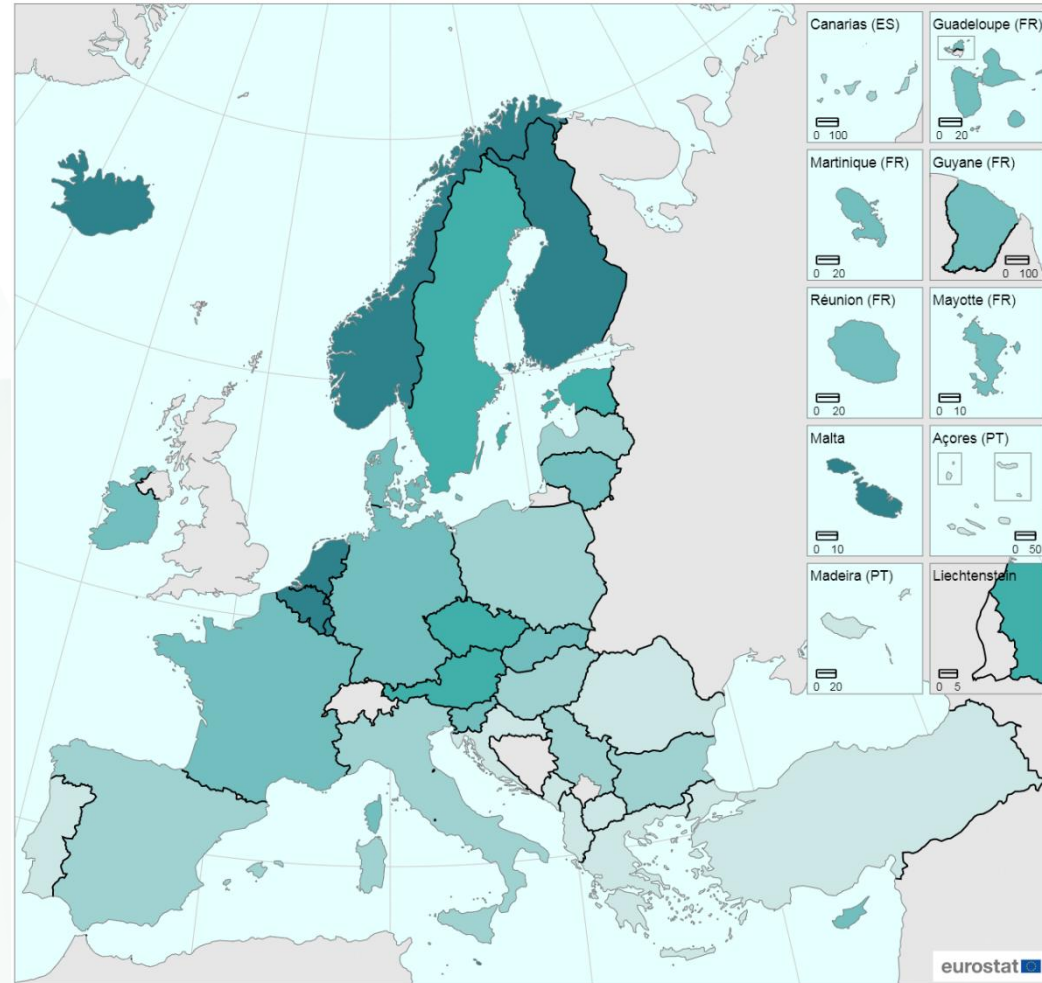 Canarias (ES)
0 100
Guadeloupe (FR)
0 20
Martinique (FR)
0 20
Guyane (FR)
0 100
Réunion (FR)
0 20
Mayotte (FR)
0 10
Malta
0 10
Açores (PT)
0 50
Madeira (PT)
0 20
Liechtenstein
0 5
eurostat